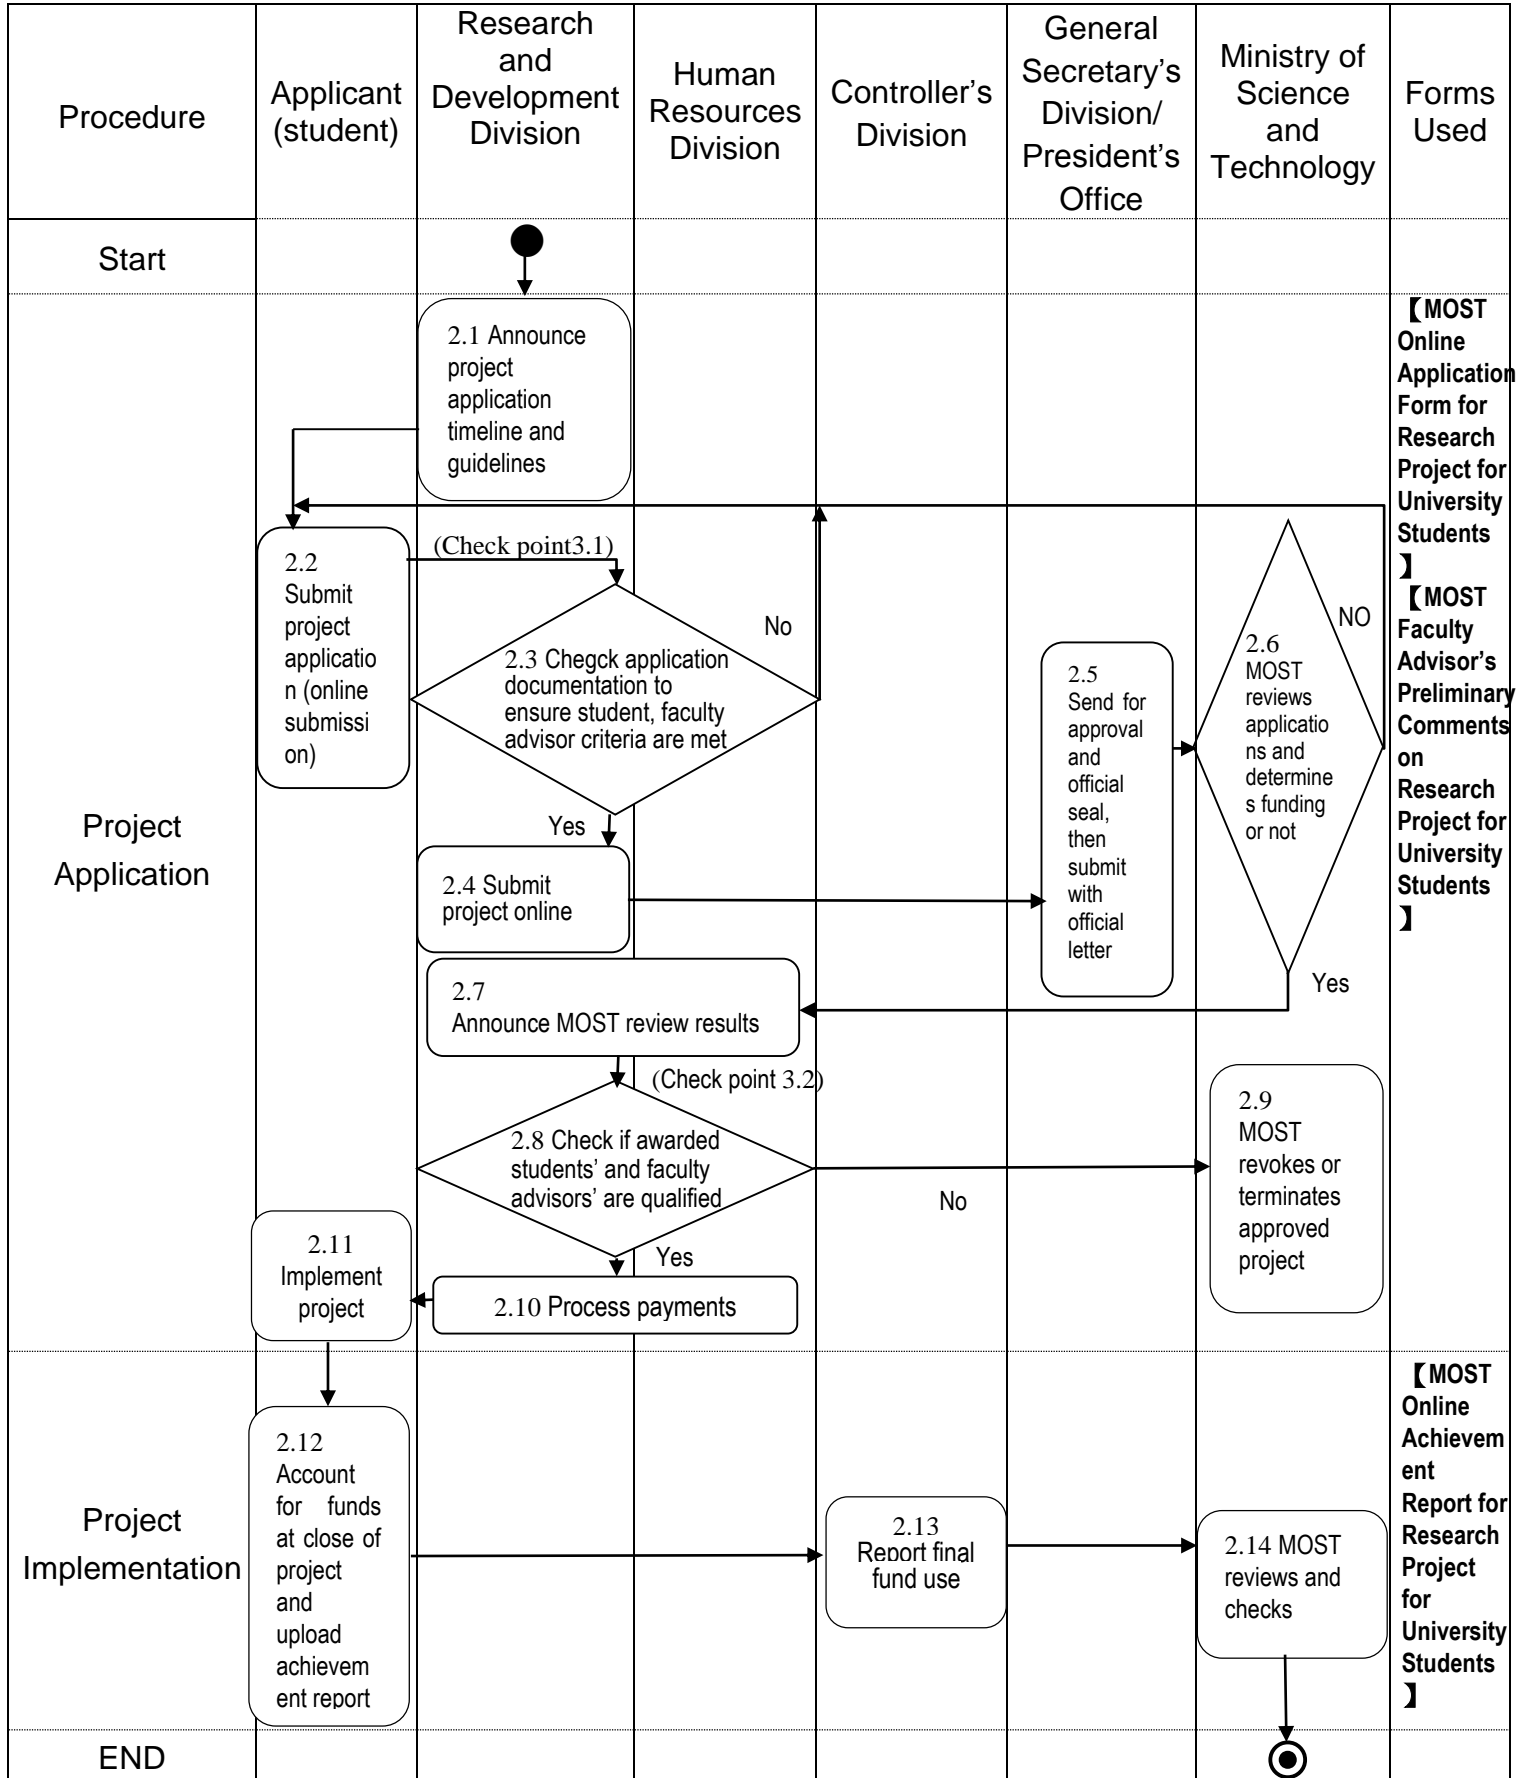 Procedure
Applicant
(student)
Research
and
Development
Division
Human
Resources
Division
Controller's
Division
General
Secretary's
Division/
President's
Office
Ministry of
Science
and
Technology
Forms
Used
Start
Project
Application
2.1 Announce
project
application
timeline and
guidelines
2.2
Submit
project
applicatio
n (online
submissi
on)
(Check point3.1)
2.3 Chegck application
documentation to
ensure student, faculty
advisor criteria are met
No
Yes
2.4 Submit
project online
2.5
Send for
approval
and
official
seal,
then
submit
with
official
letter
2.6
MOST
reviews
applicatio
ns and
determine
s funding
or not
NO
Yes
2.7
Announce MOST review results
(Check point 3.2)
2.8 Check if awarded
students' and faculty
advisors' are qualified
No
Yes
2.9
MOST
revokes or
terminates
approved
project
2.10 Process payments
2.11
Implement
project
【MOST
Online
Application
Form for
Research
Project for
University
Students
】
【MOST
Faculty
Advisor's
Preliminary
Comments
on
Research
Project for
University
Students
】
Project
Implementation
2.12
Account
for funds
at close of
project
and
upload
achievem
ent report
2.13
Report final
fund use
2.14 MOST
reviews and
checks
【MOST
Online
Achievem
ent
Report for
Research
Project
for
University
Students
】
END